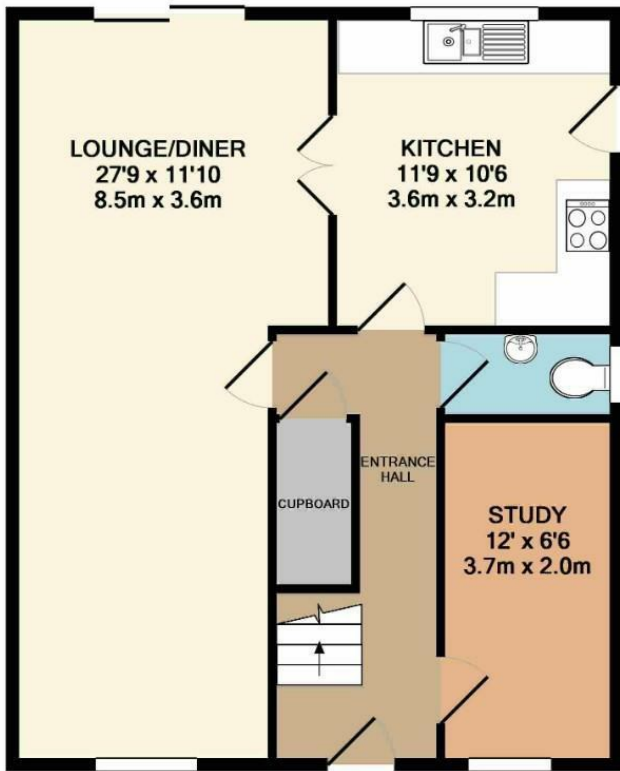 LOUNGE/DINER
27'9 x 11'10
8.5m x 3.6m
KITCHEN
11'9 x 10'6
3.6m x 3.2m
ENTRANCE
HALL
CUPBOARD
STUDY
12' x 6'6
3.7m x 2.0m